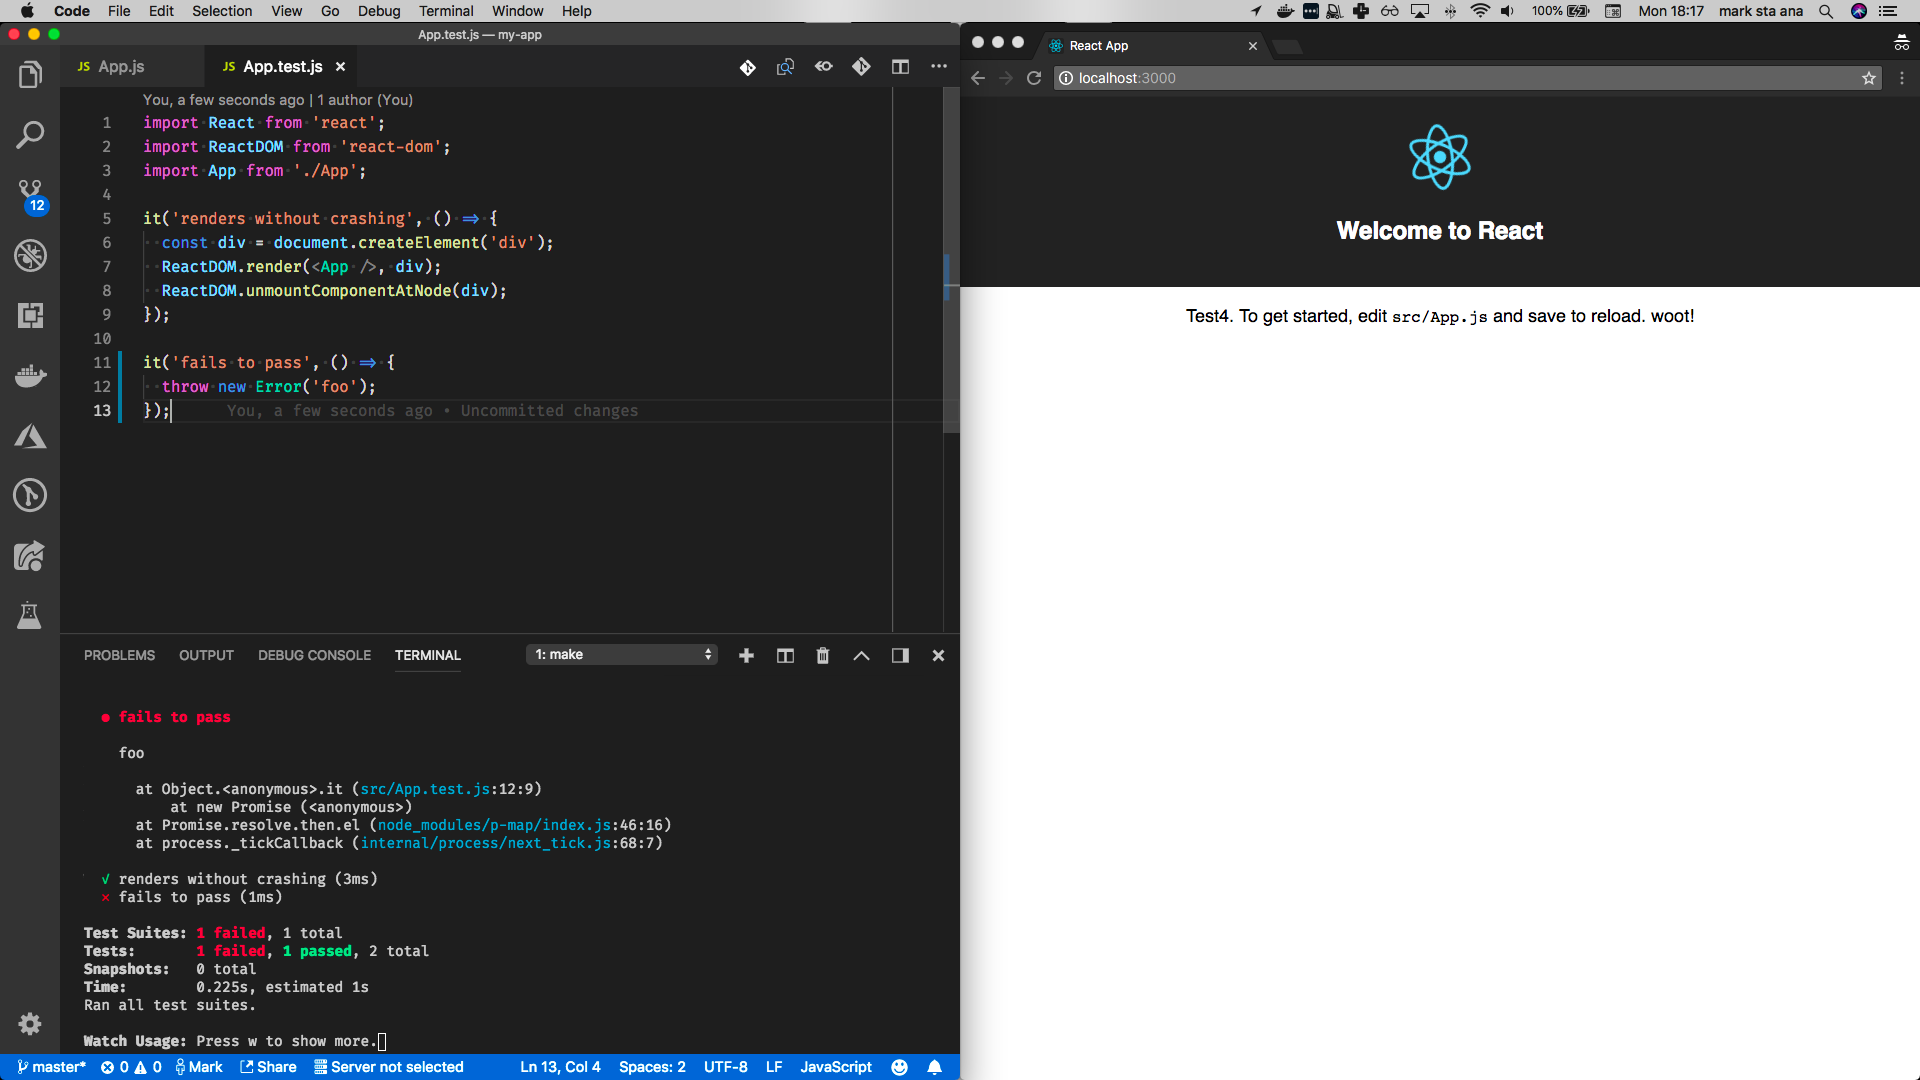 Code File Edit Selection View Go Debug Terminal Window Help
100% Mon 18:17 mark sta ana
App.test.js — my-app
JS App.js JS App.test.js ×
You, a few seconds ago | 1 author (You)
1 import React from 'react';
2 import ReactDOM from 'react-dom';
3 import App from './App';
4
5 it('renders without crashing', () => {
6 const div = document.createElement('div');
7 ReactDOM.render(<App />, div);
8 ReactDOM.unmountComponentAtNode(div);
9 });
10
11 it('fails to pass', () => {
12 throw new Error('foo');
13 }); You, a few seconds ago • Uncommitted changes
12
PROBLEMS OUTPUT DEBUG CONSOLE TERMINAL 1: make
● fails to pass
foo
at Object.<anonymous>.it (src/App.test.js:12:9)
at new Promise (<anonymous>)
at Promise.resolve.then.el (node_modules/p-map/index.js:46:16)
at process._tickCallback (internal/process/next_tick.js:68:7)
√ renders without crashing (3ms)
× fails to pass (1ms)
Test Suites: 1 failed, 1 total
Tests: 1 failed, 1 passed, 2 total
Snapshots: 0 total
Time: 0.225s, estimated 1s
Ran all test suites.
Watch Usage: Press w to show more.
master* 0 0 Mark Share Server not selected Ln 13, Col 4 Spaces: 2 UTF-8 LF JavaScript
React App
localhost:3000
Welcome to React
Test4. To get started, edit src/App.js and save to reload. woot!